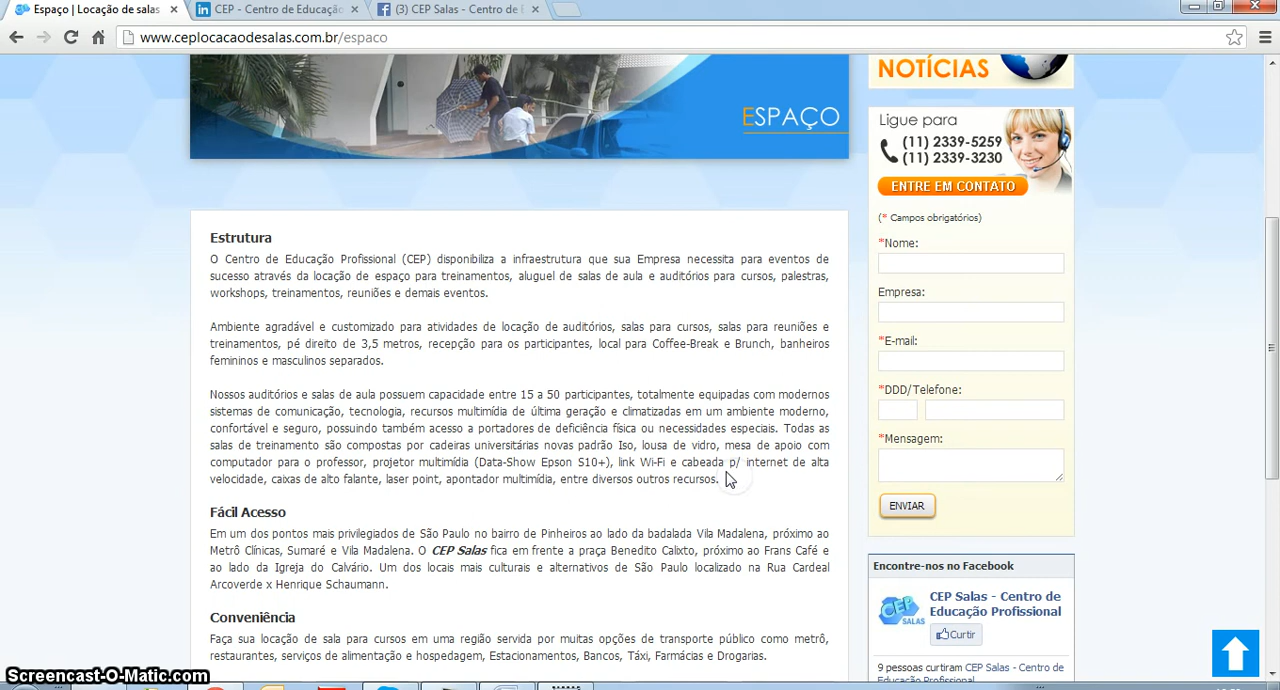 Espaço | Locação de salas
CEP - Centro de Educação
(3) CEP Salas - Centro de E
www.ceplocacaodesalas.com.br/espaco
ESPAÇO
NOTÍCIAS
Ligue para
(11) 2339-5259
(11) 2339-3230
ENTRE EM CONTATO
(* Campos obrigatórios)
*Nome:
Empresa:
*E-mail:
*DDD/Telefone:
*Mensagem:
ENVIAR
Estrutura
O Centro de Educação Profissional (CEP) disponibiliza a infraestrutura que sua Empresa necessita para eventos de
sucesso através da locação de espaço para treinamentos, aluguel de salas de aula e auditórios para cursos, palestras,
workshops, treinamentos, reuniões e demais eventos.
Ambiente agradável e customizado para atividades de locação de auditórios, salas para cursos, salas para reuniões e
treinamentos, pé direito de 3,5 metros, recepção para os participantes, local para Coffee-Break e Brunch, banheiros
femininos e masculinos separados.
Nossos auditórios e salas de aula possuem capacidade entre 15 a 50 participantes, totalmente equipadas com modernos
sistemas de comunicação, tecnologia, recursos multimídia de última geração e climatizadas em um ambiente moderno,
confortável e seguro, possuindo também acesso a portadores de deficiência física ou necessidades especiais. Todas as
salas de treinamento são compostas por cadeiras universitárias novas padrão Iso, lousa de vidro, mesa de apoio com
computador para o professor, projetor multimídia (Data-Show Epson S10+), link Wi-Fi e cabeada p/ internet de alta
velocidade, caixas de alto falante, laser point, apontador multimídia, entre diversos outros recursos.
Fácil Acesso
Em um dos pontos mais privilegiados de São Paulo no bairro de Pinheiros ao lado da badalada Vila Madalena, próximo ao
Metrô Clínicas, Sumaré e Vila Madalena. O CEP Salas fica em frente a praça Benedito Calixto, próximo ao Frans Café e
ao lado da Igreja do Calvário. Um dos locais mais culturais e alternativos de São Paulo localizado na Rua Cardeal
Arcoverde x Henrique Schaumann.
Conveniência
Faça sua locação de sala para cursos em uma região servida por muitas opções de transporte público como metrô,
restaurantes, serviços de alimentação e hospedagem, Estacionamentos, Bancos, Táxi, Farmácias e Drogarias.
Encontre-nos no Facebook
CEP SALAS
CEP Salas - Centro de
Educação Profissional
Curtir
9 pessoas curtiram CEP Salas - Centro de
Educação Profissional.
Screencast-O-Matic.com